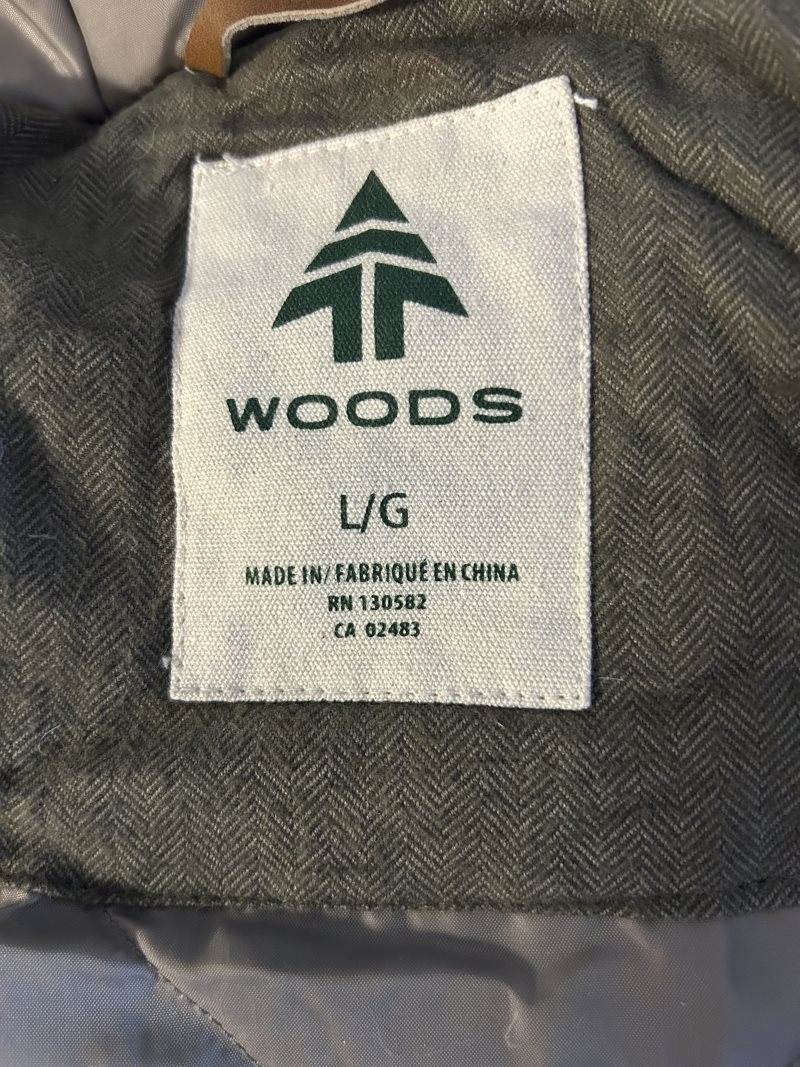 WOODS
L/G
MADE IN/ FABRIQUÉ EN CHINA
RN 130582
CA 02483